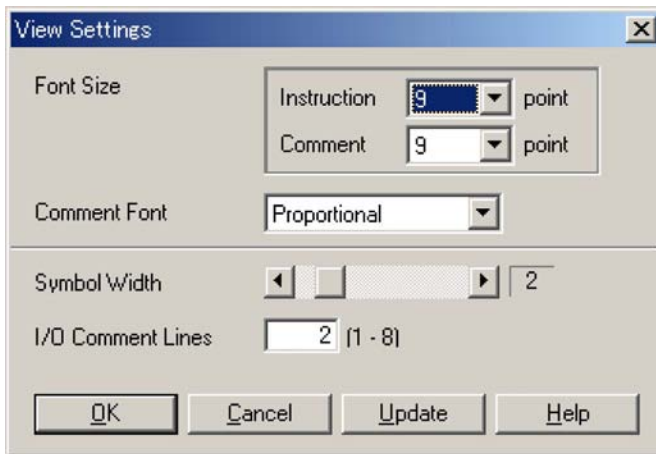 View Settings
Font Size
Instruction 9 point
Comment 9 point
Comment Font Proportional
Symbol Width 2
I/O Comment Lines 2 (1 - 8)
OK Cancel Update Help